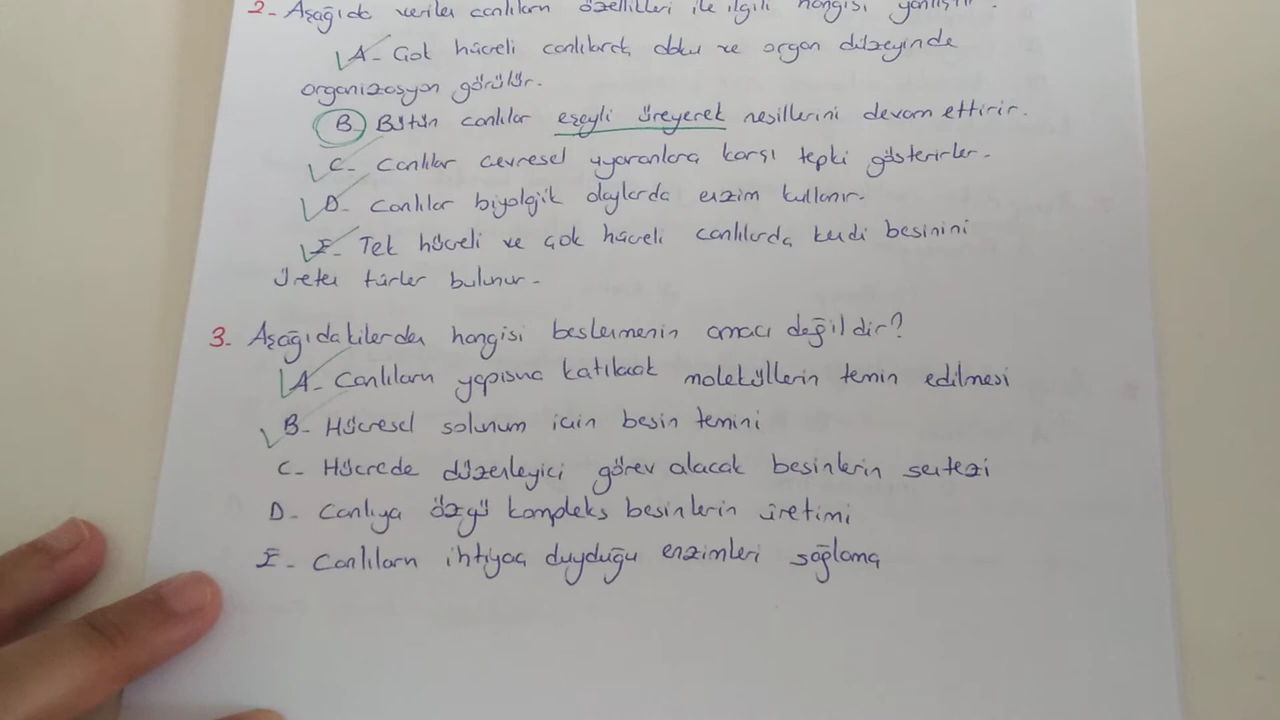 2- Aşağıda verilen canlıların özellikleri ile ilgili hangisi yanlıştır.
A- Çok hücreli canlılarda doku ve organ düzeyinde
organizasyon görülür.
B- Bütün canlılar eşeyli üreyerek nesillerini devam ettirir.
C- Canlılar çevresel uyaranlara karşı tepki gösterirler.
D- Canlılar biyolojik olaylarda enzim kullanır.
E- Tek hücreli ve çok hücreli canlılarda kendi besinini
üreten türler bulunur.
3- Aşağıdakilerden hangisi beslenmenin amacı değildir?
A- Canlıların yapısına katılacak moleküllerin temin edilmesi
B- Hücresel solunum için besin temini
C- Hücrede düzenleyici görev alacak besinlerin sentezi
D- Canlıya özgü kompleks besinlerin üretimi
E- Canlıların ihtiyaç duyduğu enzimleri sağlama